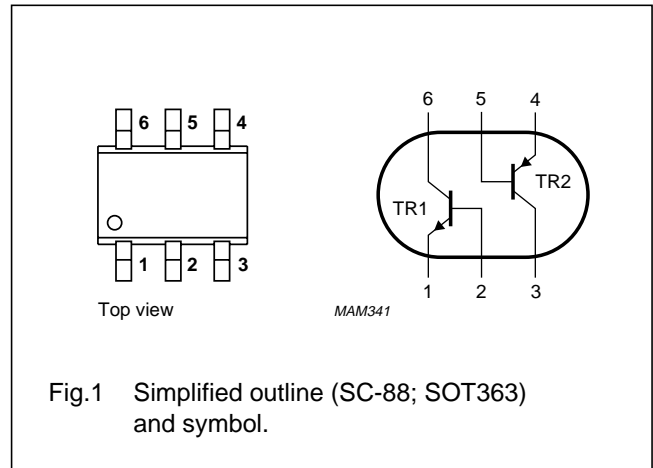 6 5 4
1 2 3
Top view
6 5 4
TR1
TR2
1 2 3
MAM341
Fig.1 Simplified outline (SC-88; SOT363)
and symbol.